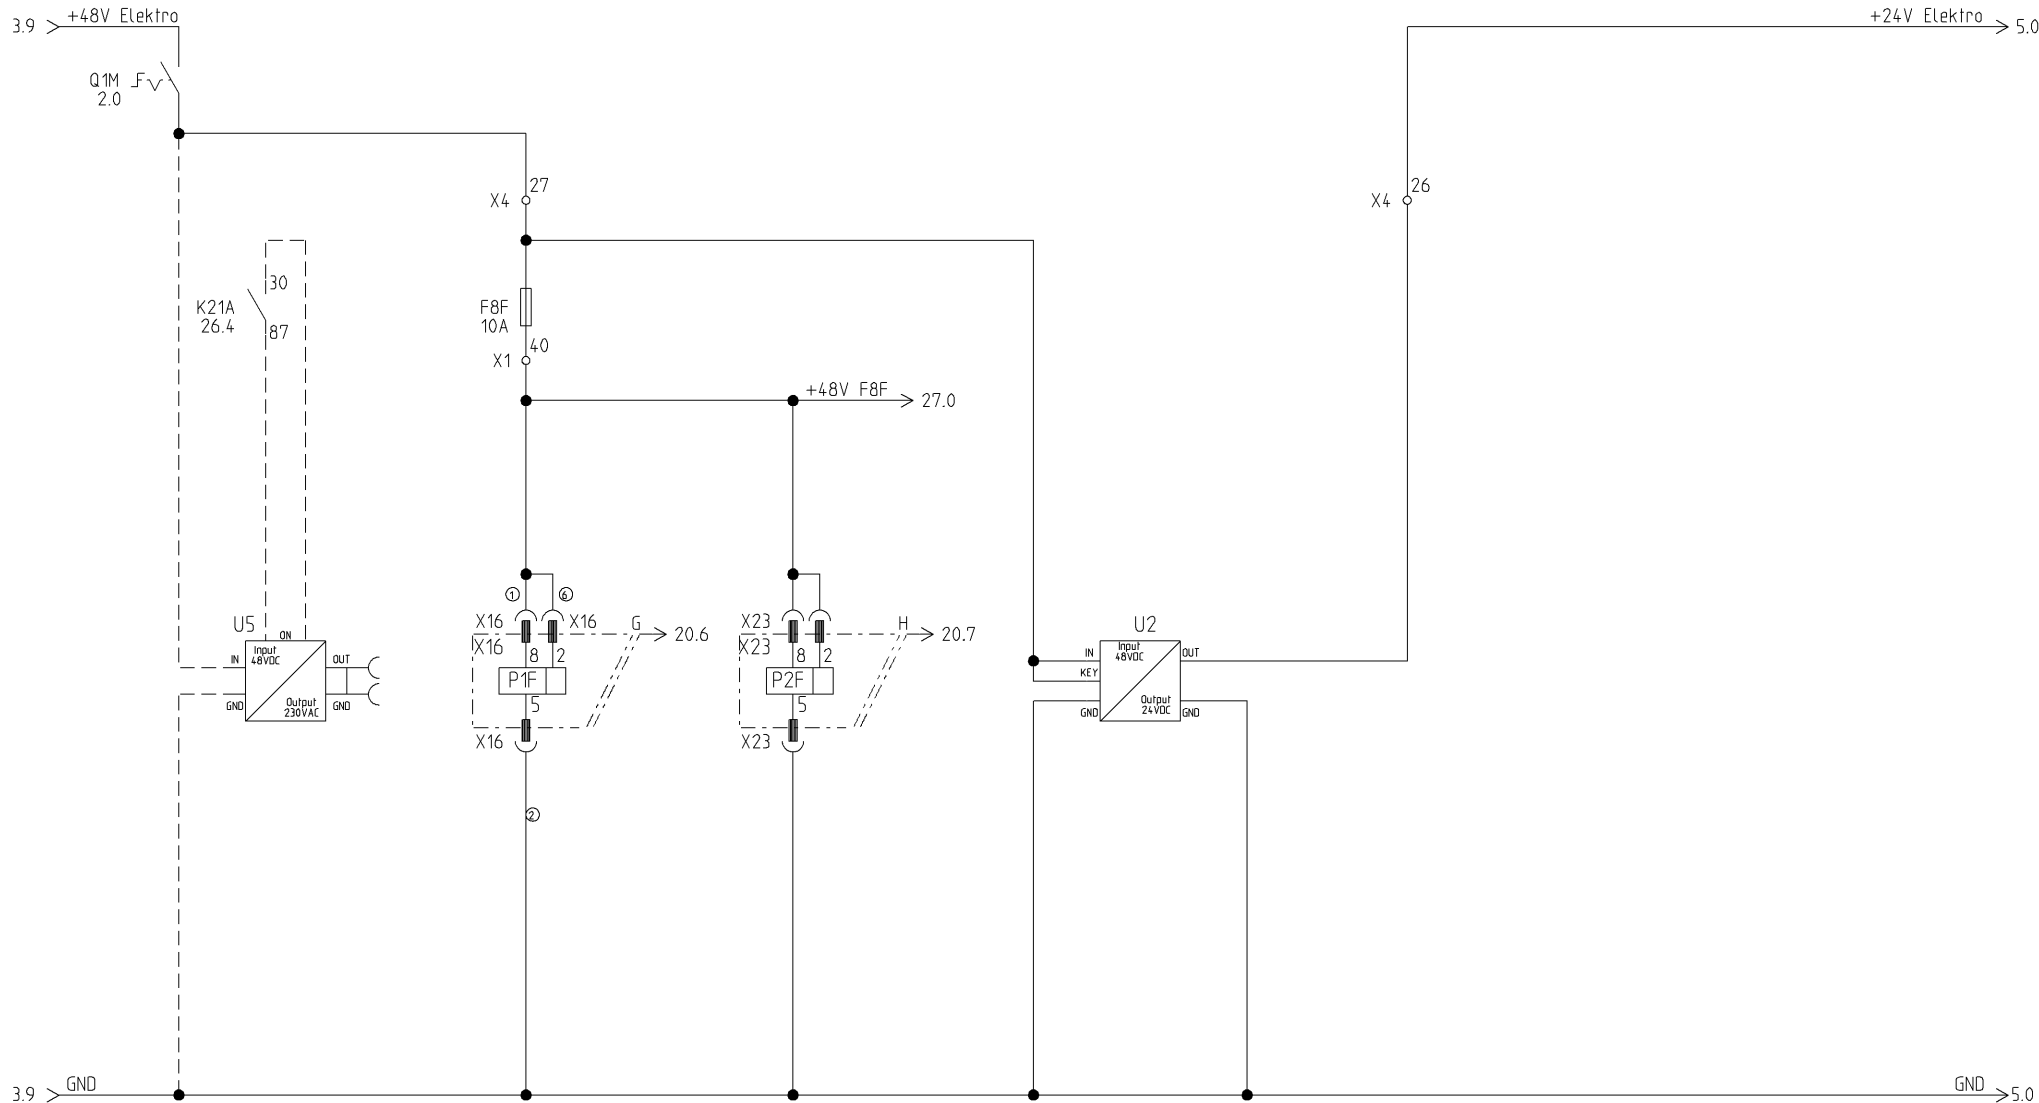 +48V Elektro
+24V Elektro
3.9
5.0
Q1M
2.0
27
X4
26
X4
30
K21A
26.4
87
F8F
10A
40
X1
+48V F8F
27.0
1
6
X16
X16
G
20.6
X16
8
2
P1F
5
X16
2
X23
H
20.7
X23
8
2
P2F
5
X23
U5
ON
Input
48VDC
IN
OUT
Output
230VAC
GND
GND
U2
Input
48VDC
IN
OUT
KEY
Output
24VDC
GND
GND
3.9
GND
GND
5.0